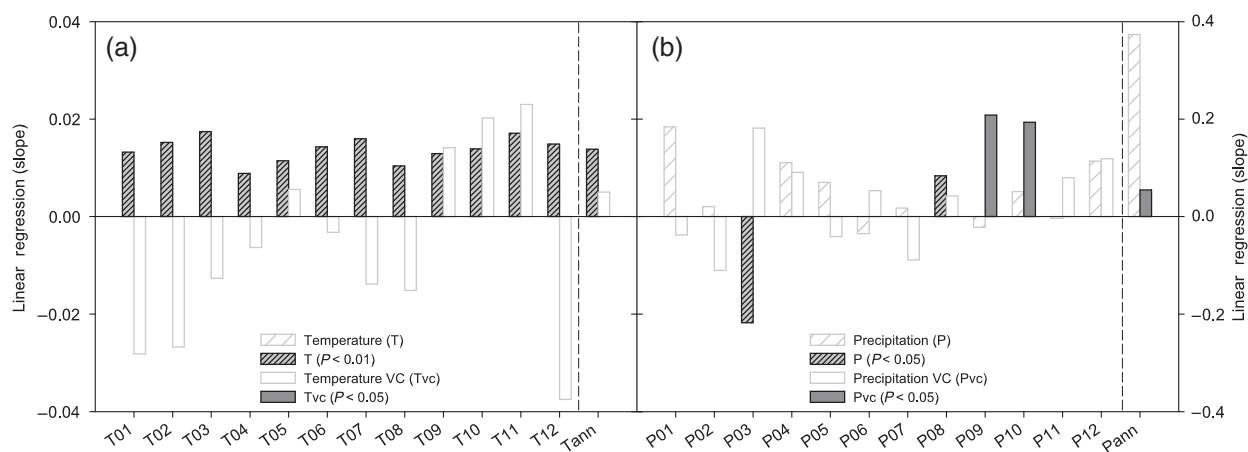 (a)
0.04
0.02
0.00
−0.02
−0.04
Linear regression (slope)
Temperature (T)
T (P < 0.01)
Temperature VC (Tvc)
Tvc (P < 0.05)
T01 T02 T03 T04 T05 T06 T07 T08 T09 T10 T11 T12 Tann
(b)
Precipitation (P)
P (P < 0.05)
Precipitation VC (Pvc)
Pvc (P < 0.05)
P01 P02 P03 P04 P05 P06 P07 P08 P09 P10 P11 P12 Pann
0.4
0.2
0.0
−0.2
−0.4
Linear regression (slope)